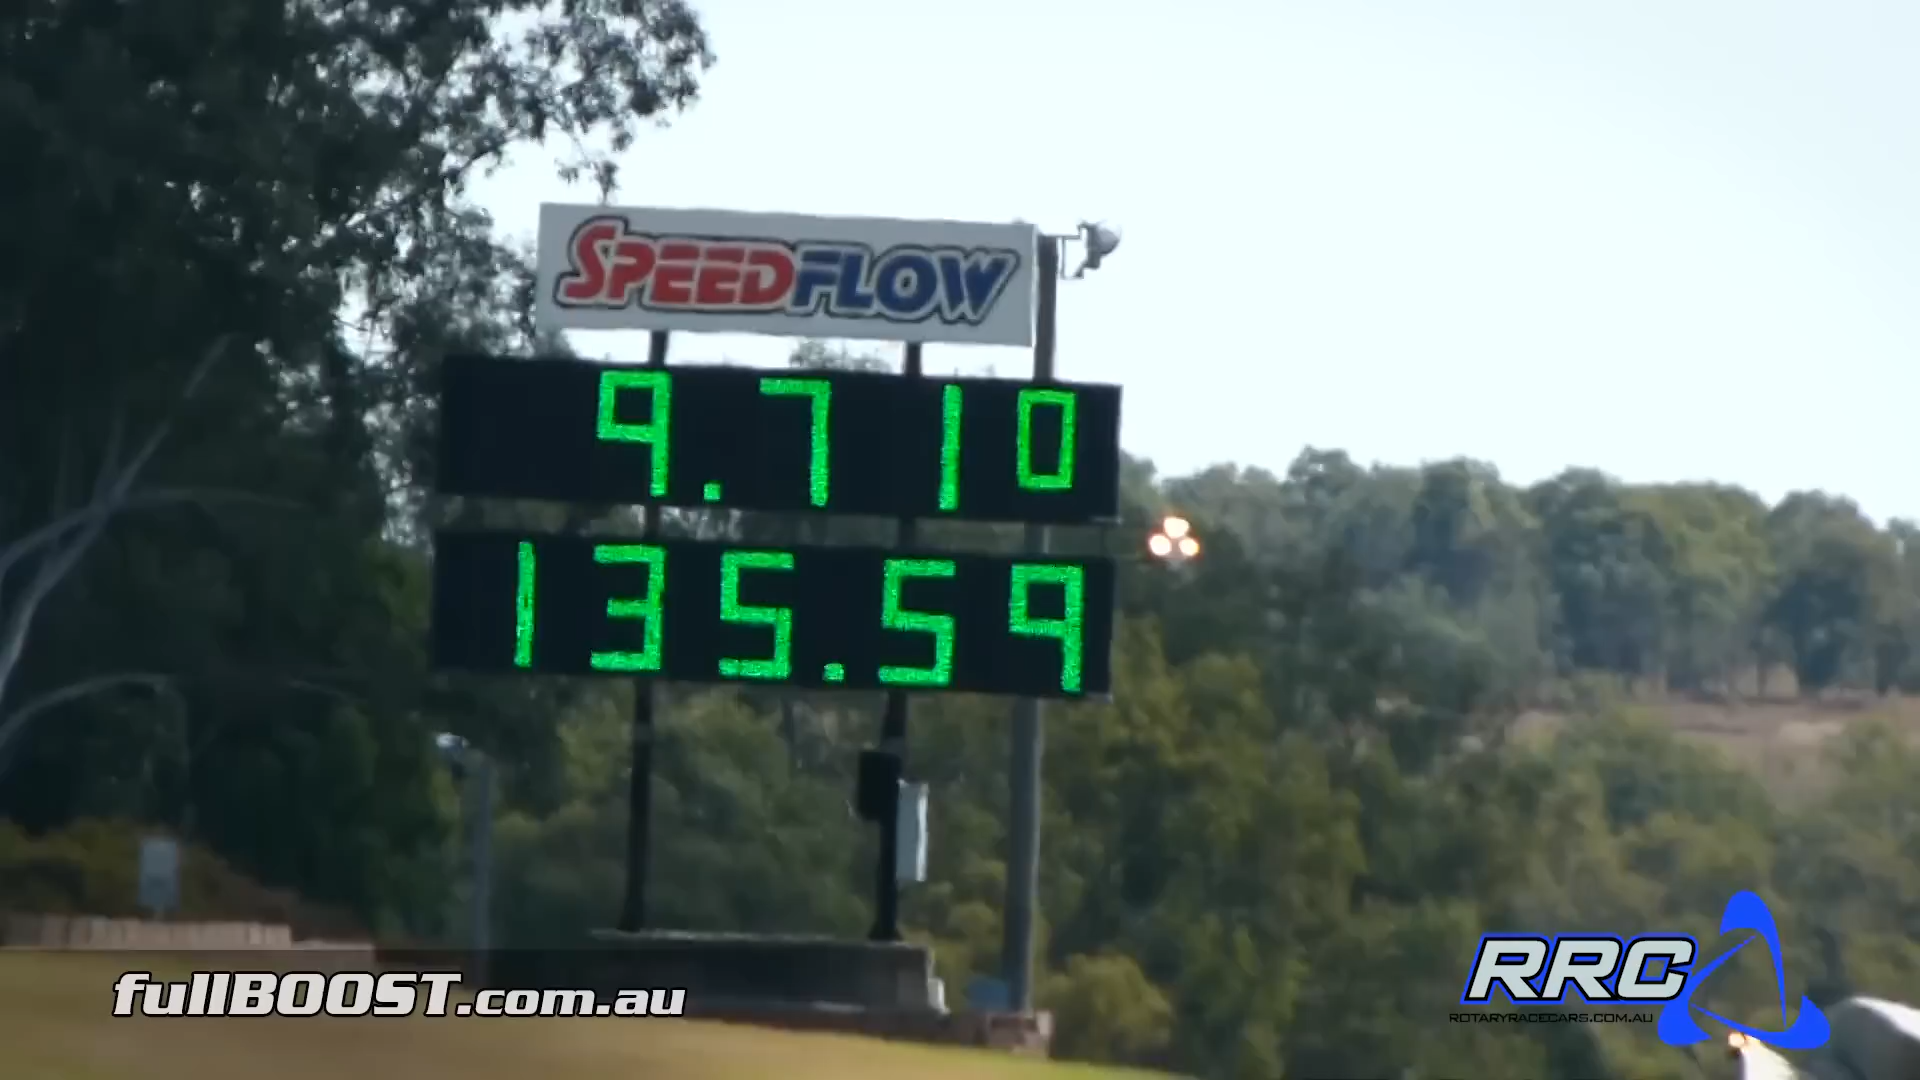 SPEEDFLOW
9.710
135.59
fullBOOST.com.au
RRC
ROTARYRACECARS.COM.AU